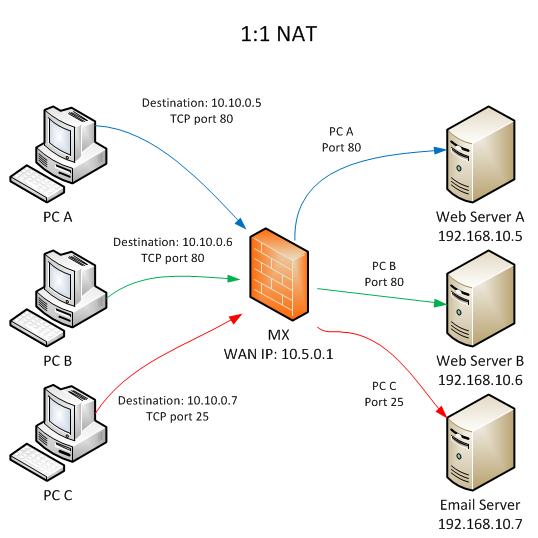 1:1 NAT
Destination: 10.10.0.5
TCP port 80
PC A
Port 80
PC A
Web Server A
192.168.10.5
Destination: 10.10.0.6
TCP port 80
PC B
Port 80
MX
WAN IP: 10.5.0.1
PC B
Web Server B
192.168.10.6
Destination: 10.10.0.7
TCP port 25
PC C
Port 25
PC C
Email Server
192.168.10.7